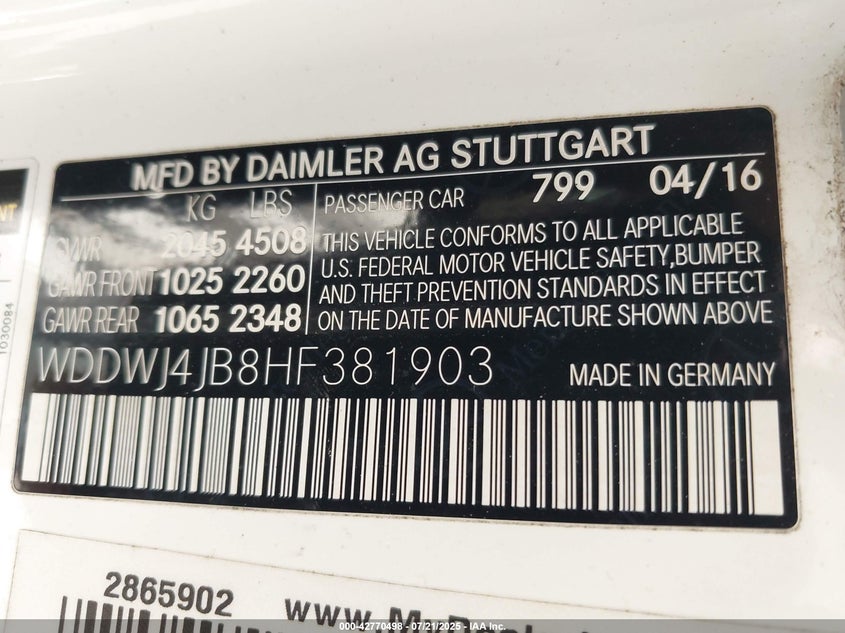 MFD BY DAIMLER AG STUTTGART
KG LBS
PASSENGER CAR 799 04/16
GVWR 2045 4508
GAWR FRONT 1025 2260
GAWR REAR 1065 2348
THIS VEHICLE CONFORMS TO ALL APPLICABLE
U.S. FEDERAL MOTOR VEHICLE SAFETY,BUMPER
AND THEFT PREVENTION STANDARDS IN EFFECT
ON THE DATE OF MANUFACTURE SHOWN ABOVE
WDDWJ4JB8HF381903 MADE IN GERMANY
1030084
2865902
000-42770498 - 07/21/2025 - IAA Inc.